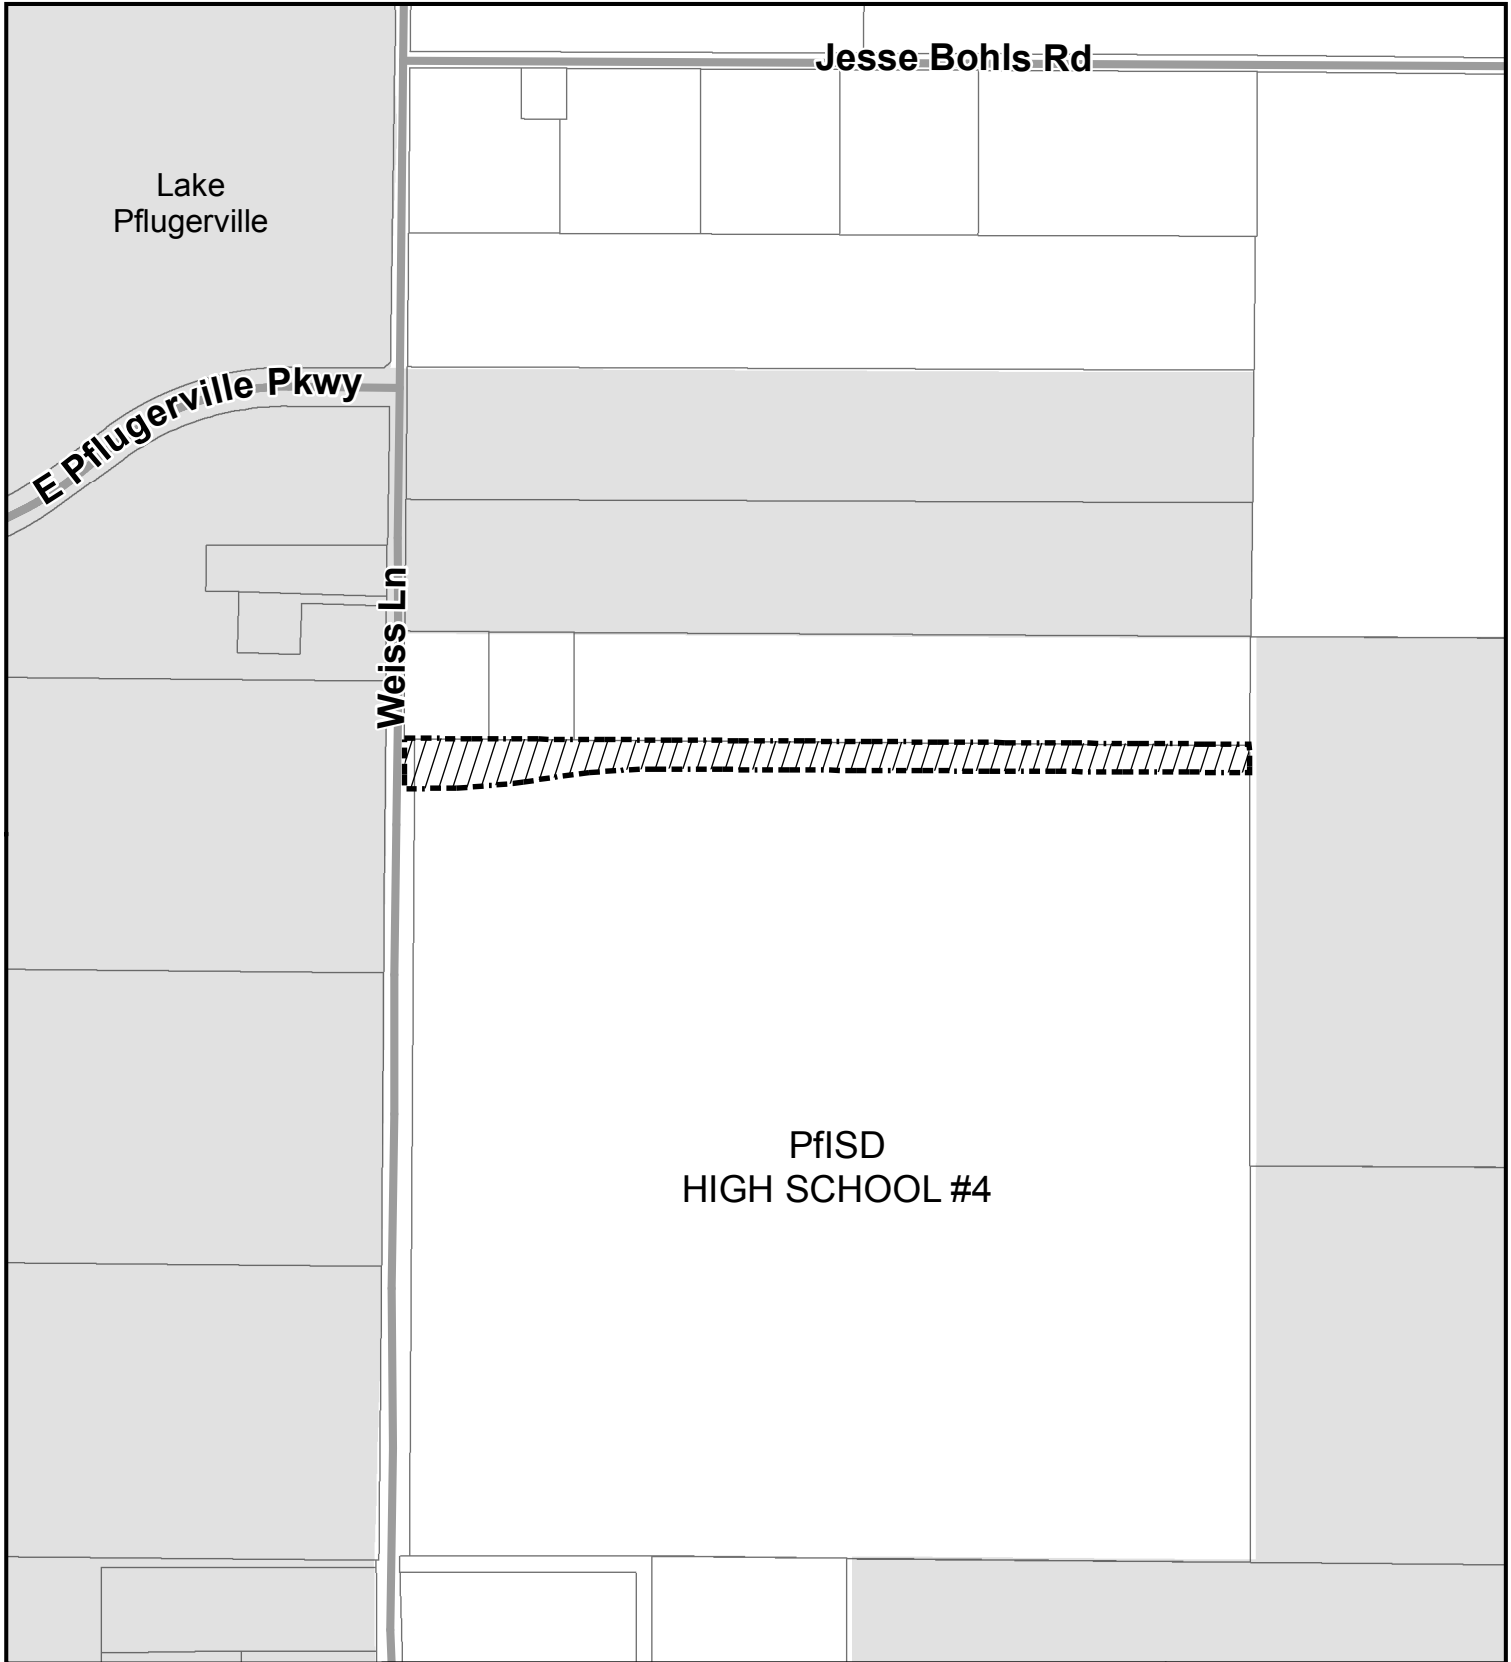 Jesse Bohls Rd
Lake
Pflugerville
E Pflugerville Pkwy
Weiss Ln
PfISD
HIGH SCHOOL #4